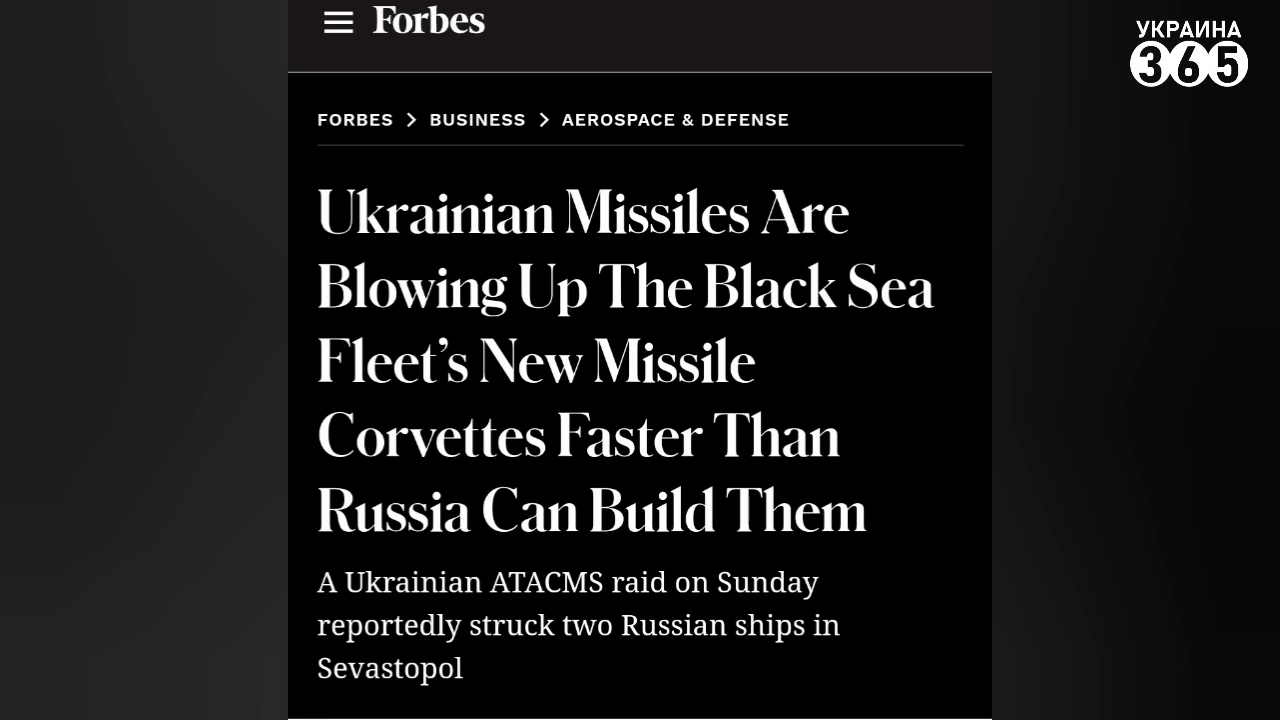 Forbes
УКРАИНА
365
FORBES > BUSINESS > AEROSPACE & DEFENSE
Ukrainian Missiles Are
Blowing Up The Black Sea
Fleet’s New Missile
Corvettes Faster Than
Russia Can Build Them
A Ukrainian ATACMS raid on Sunday
reportedly struck two Russian ships in
Sevastopol